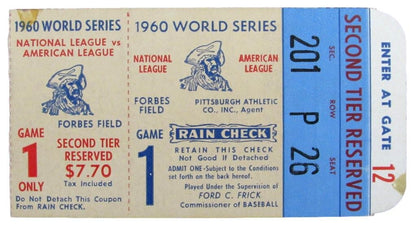 1960 WORLD SERIES
NATIONAL LEAGUE vs
AMERICAN LEAGUE
FORBES FIELD
GAME
1
ONLY
SECOND TIER
RESERVED
$7.70
Tax Included
Do Not Detach This Coupon
From RAIN CHECK.
1960 WORLD SERIES
NATIONAL
LEAGUE
vs
AMERICAN
LEAGUE
FORBES
FIELD
PITTSBURGH ATHLETIC
CO., INC., Agent
GAME
1
RAIN CHECK
RETAIN THIS CHECK
Not Good If Detached
ADMIT ONE-Subject to the Conditions
set forth on the back hereof.
Played Under the Supervision of
FORD C. FRICK
Commissioner of BASEBALL
SEC. ROW SEAT
201 P 26
SECOND TIER RESERVED
ENTER AT GATE
12